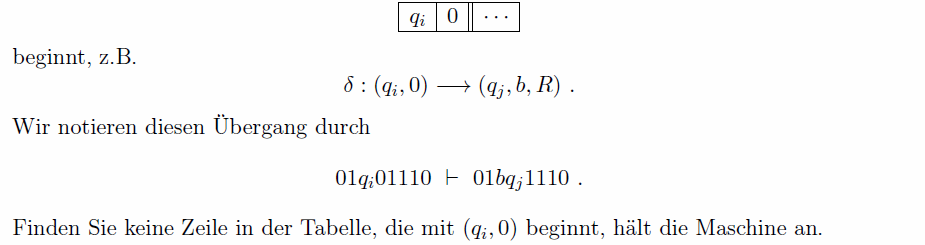 qᵢ 0 ⋯
beginnt, z.B.
δ : (qᵢ, 0) ⟶ (qⱼ, b, R) .
Wir notieren diesen Übergang durch
01qᵢ01110 ⊢ 01bqⱼ1110 .
Finden Sie keine Zeile in der Tabelle, die mit (qᵢ, 0) beginnt, hält die Maschine an.